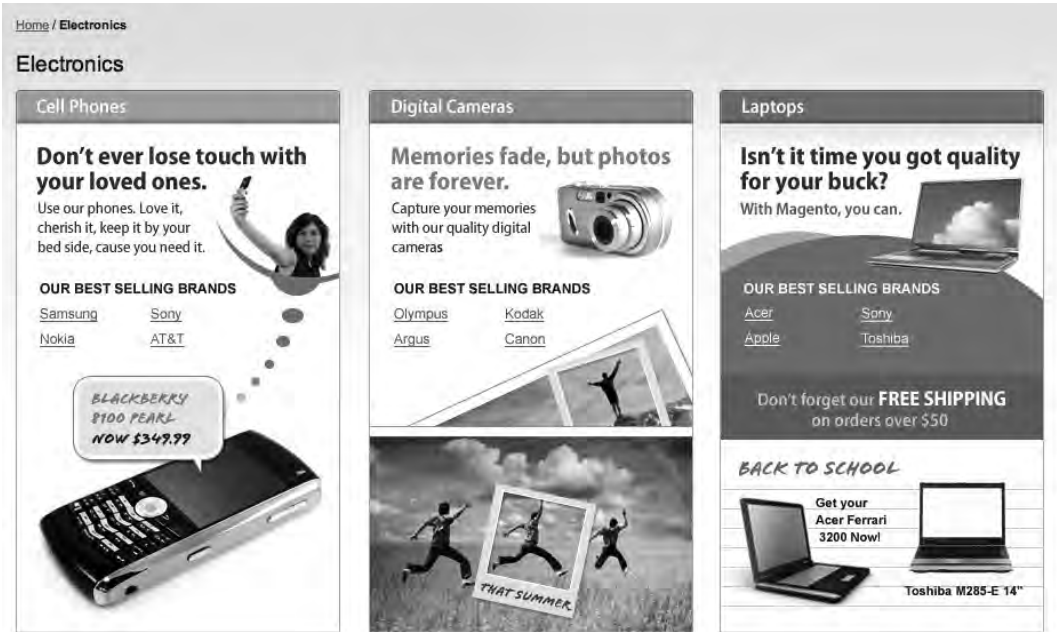 Home / Electronics
Electronics
Cell Phones
Don't ever lose touch with
your loved ones.
Use our phones. Love it,
cherish it, keep it by your
bed side, cause you need it.
OUR BEST SELLING BRANDS
Samsung Sony
Nokia AT&T
BLACKBERRY
8100 PEARL
NOW $349.99
Digital Cameras
Memories fade, but photos
are forever.
Capture your memories
with our quality digital
cameras
OUR BEST SELLING BRANDS
Olympus Kodak
Argus Canon
THAT SUMMER
Laptops
Isn't it time you got quality
for your buck?
With Magento, you can.
OUR BEST SELLING BRANDS
Acer Sony
Apple Toshiba
Don't forget our FREE SHIPPING
on orders over $50
BACK TO SCHOOL
Get your
Acer Ferrari
3200 Now!
Toshiba M285-E 14"